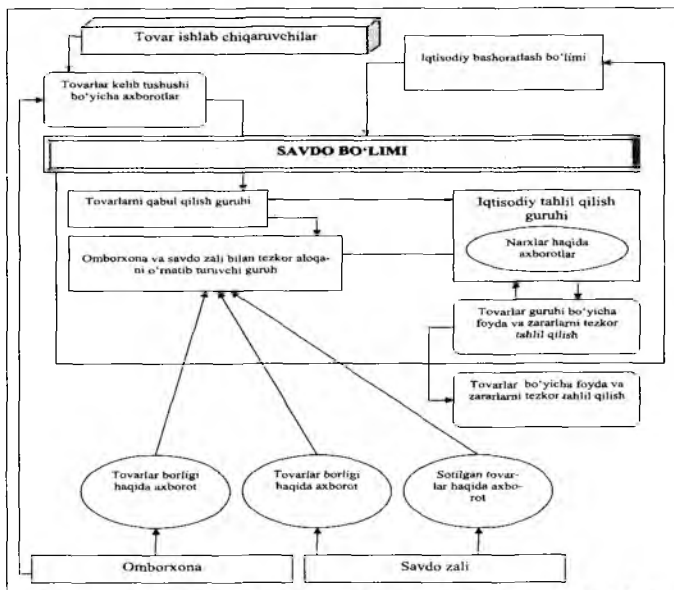 Tovar ishlab chiqaruvchilar
Iqtisodiy bashoratlash bo'limi
Tovarlar kelib tushushi
bo'yicha axborotlar
SAVDO BO'LIMI
Tovarlarni qabul qilish guruhi
Iqtisodiy tahlil qilish
guruhi
Narxlar haqida
axborotlar
Omborxona va savdo zali bilan tezkor aloqa-
ni o'rnatib turuvchi guruh
Tovarlar guruhi bo'yicha
foyda va zararlarni tezkor
tahlil qilish
Tovarlar bo'yicha foyda va
zararlarni tezkor tahlil qilish
Tovarlar borligi
haqida axborot
Tovarlar borligi
haqida axborot
Sotilgan tovar-
lar haqida axbo-
rot
Omborxona
Savdo zali